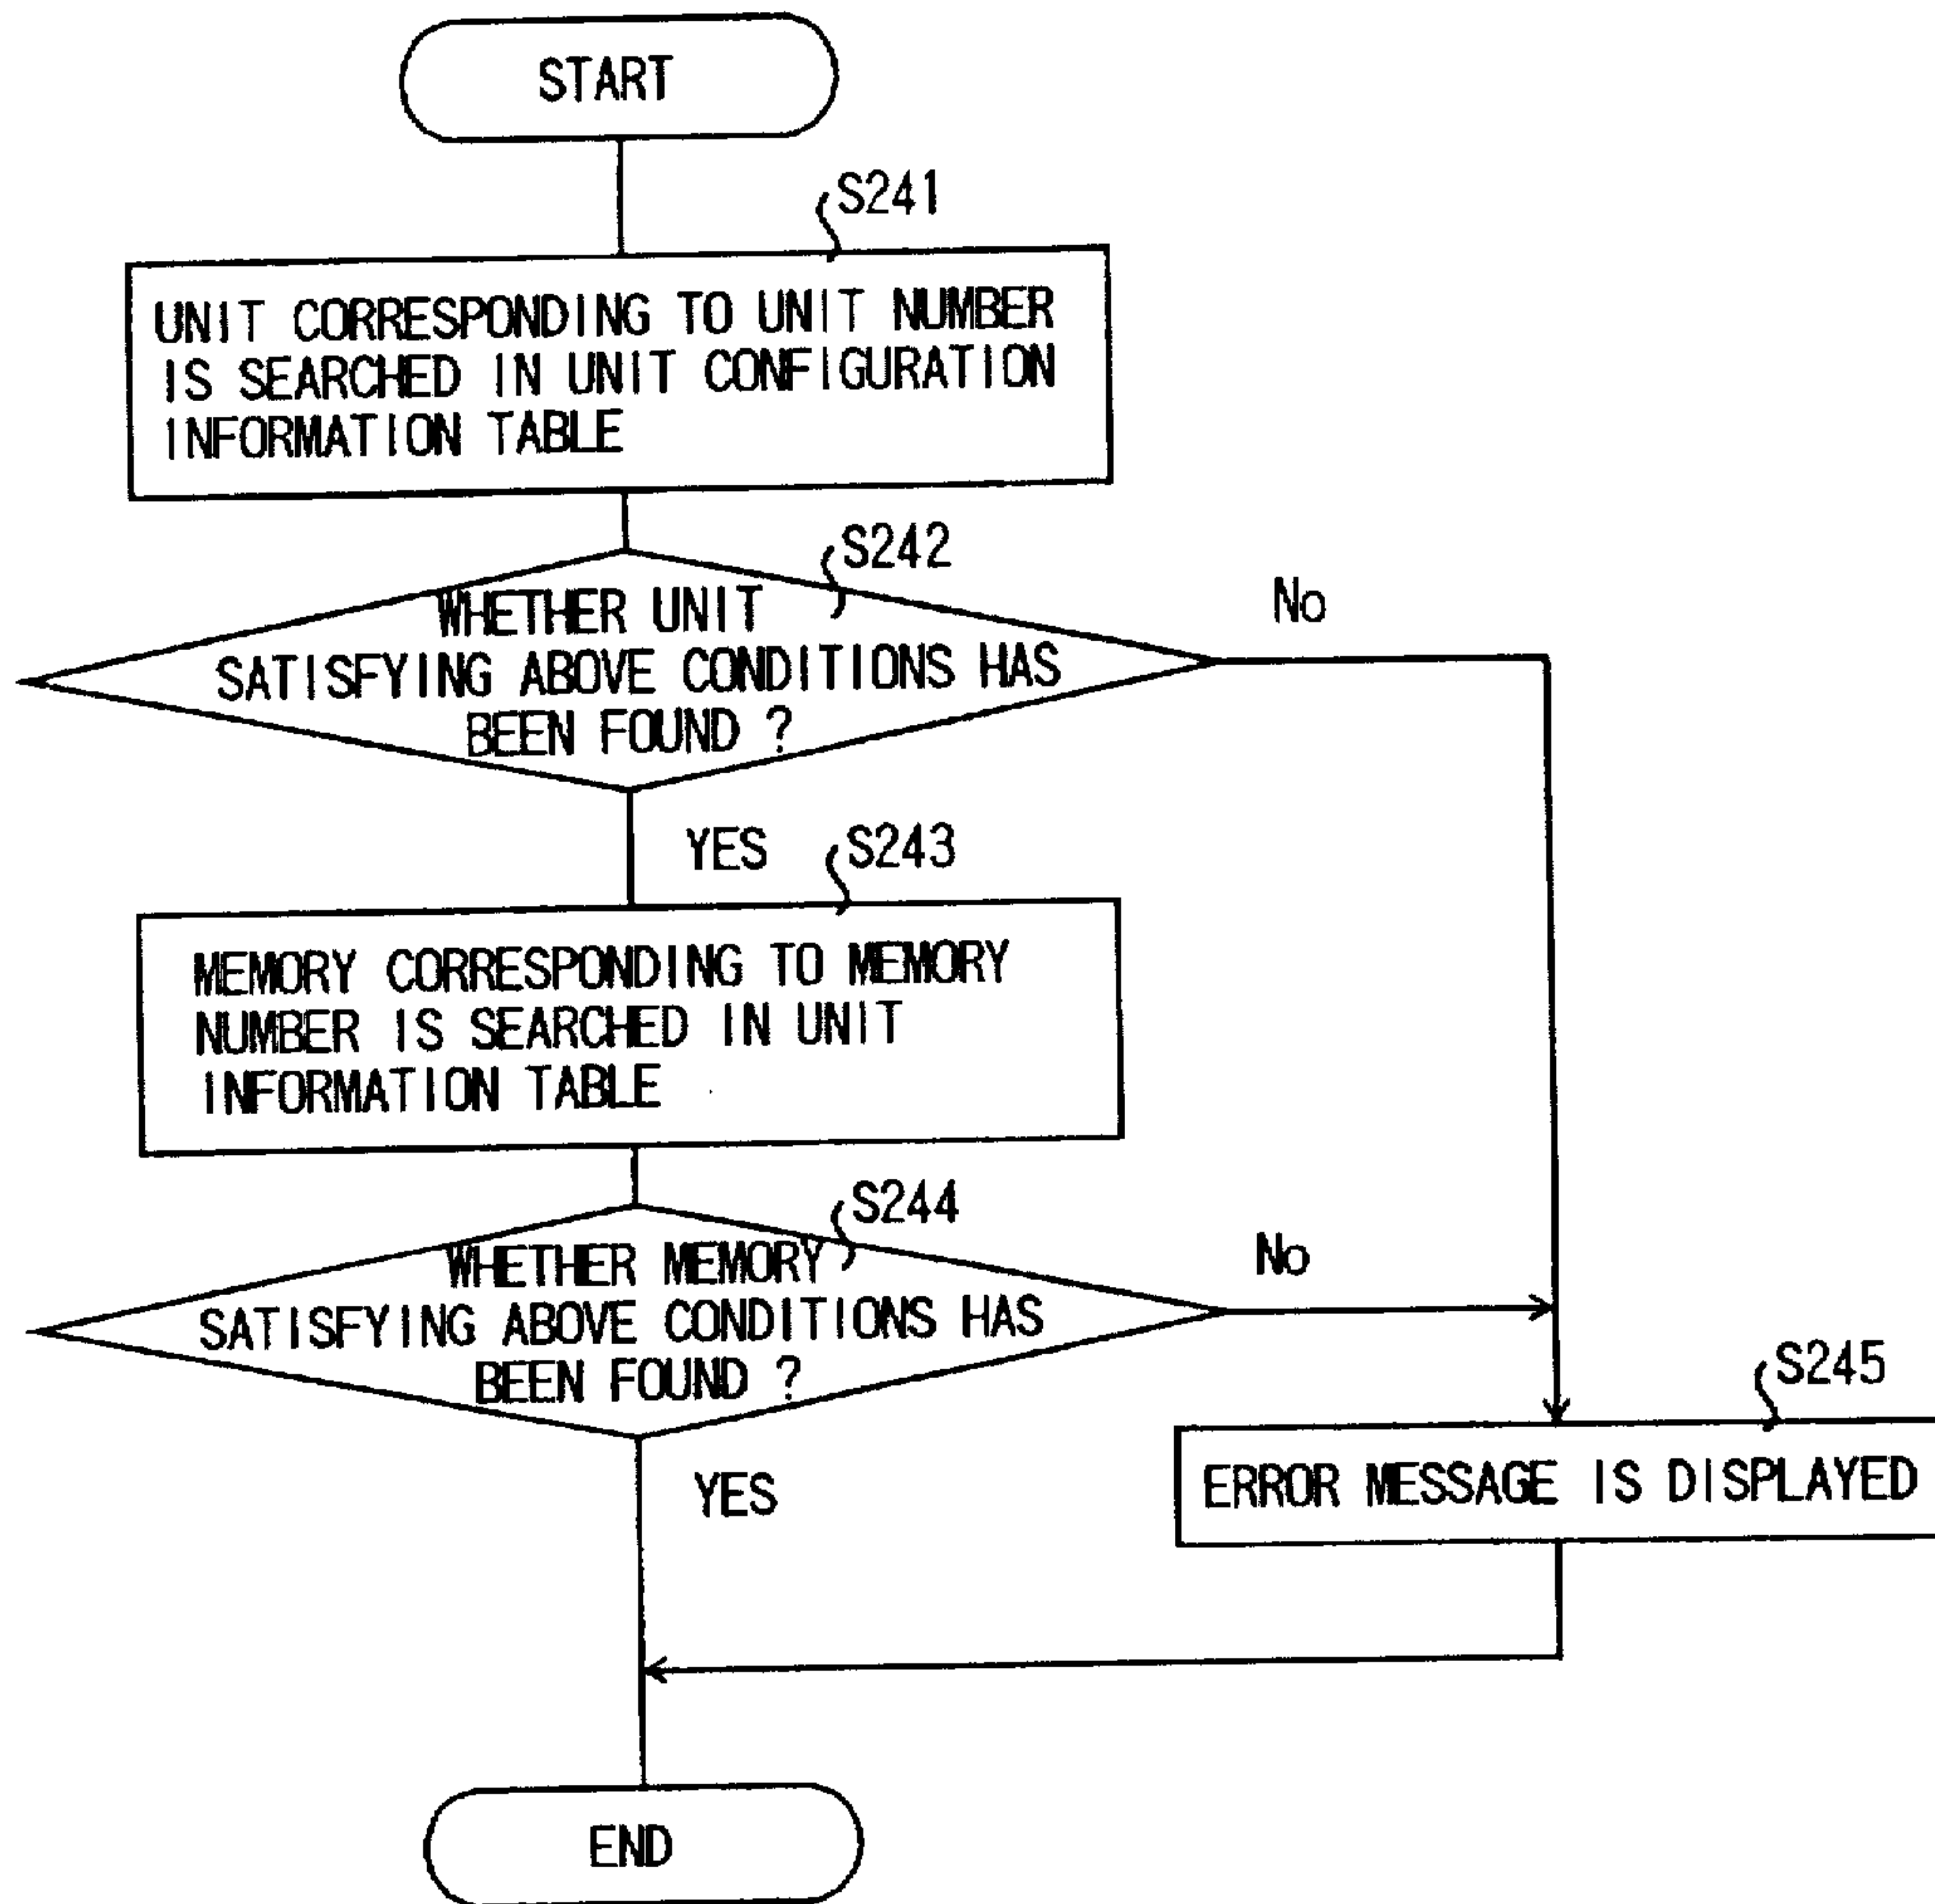 START
S241
UNIT CORRESPONDING TO UNIT NUMBER
IS SEARCHED IN UNIT CONFIGURATION
INFORMATION TABLE
S242
WHETHER UNIT
SATISFYING ABOVE CONDITIONS HAS
BEEN FOUND ?
No
YES
S243
MEMORY CORRESPONDING TO MEMORY
NUMBER IS SEARCHED IN UNIT
INFORMATION TABLE
S244
WHETHER MEMORY
SATISFYING ABOVE CONDITIONS HAS
BEEN FOUND ?
No
YES
S245
ERROR MESSAGE IS DISPLAYED
END